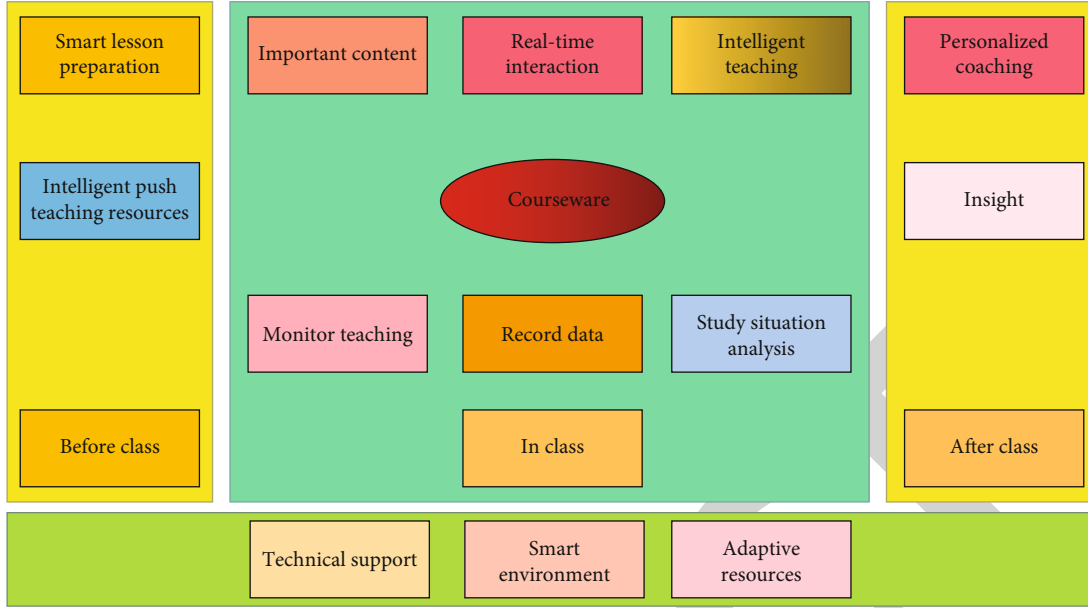 Smart lesson
preparation
Intelligent push
teaching resources
Before class
Important content
Real-time
interaction
Intelligent
teaching
Courseware
Monitor teaching
Record data
Study situation
analysis
In class
Personalized
coaching
Insight
After class
Technical support
Smart
environment
Adaptive
resources